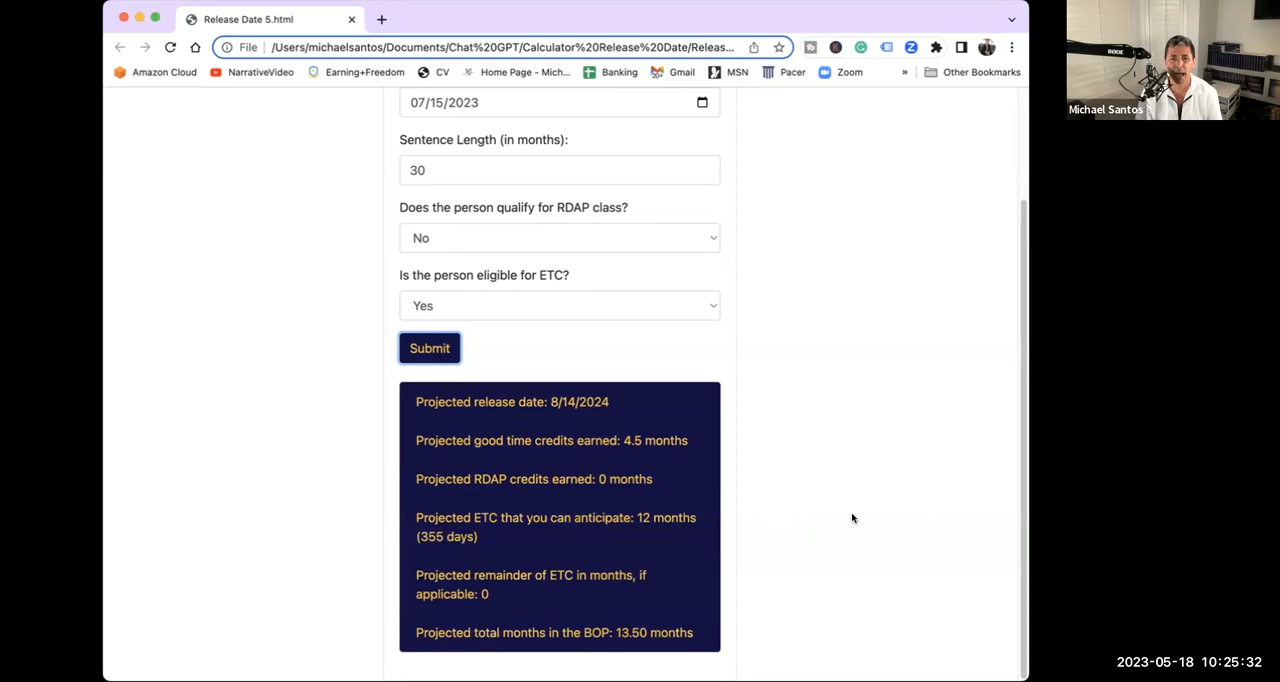 Release Date 5.html
File
/Users/michaelsantos/Documents/Chat%20GPT/Calculator%20Release%20Date/Releas...
Amazon Cloud
NarrativeVideo
Earning+Freedom
CV
Home Page - Mich...
Banking
Gmail
MSN
Pacer
Zoom
»
Other Bookmarks
RØDE
Michael Santos
07/15/2023
Sentence Length (in months):
30
Does the person qualify for RDAP class?
No
Is the person eligible for ETC?
Yes
Submit
Projected release date: 8/14/2024
Projected good time credits earned: 4.5 months
Projected RDAP credits earned: 0 months
Projected ETC that you can anticipate: 12 months
(355 days)
Projected remainder of ETC in months, if
applicable: 0
Projected total months in the BOP: 13.50 months
2023-05-18 10:25:32